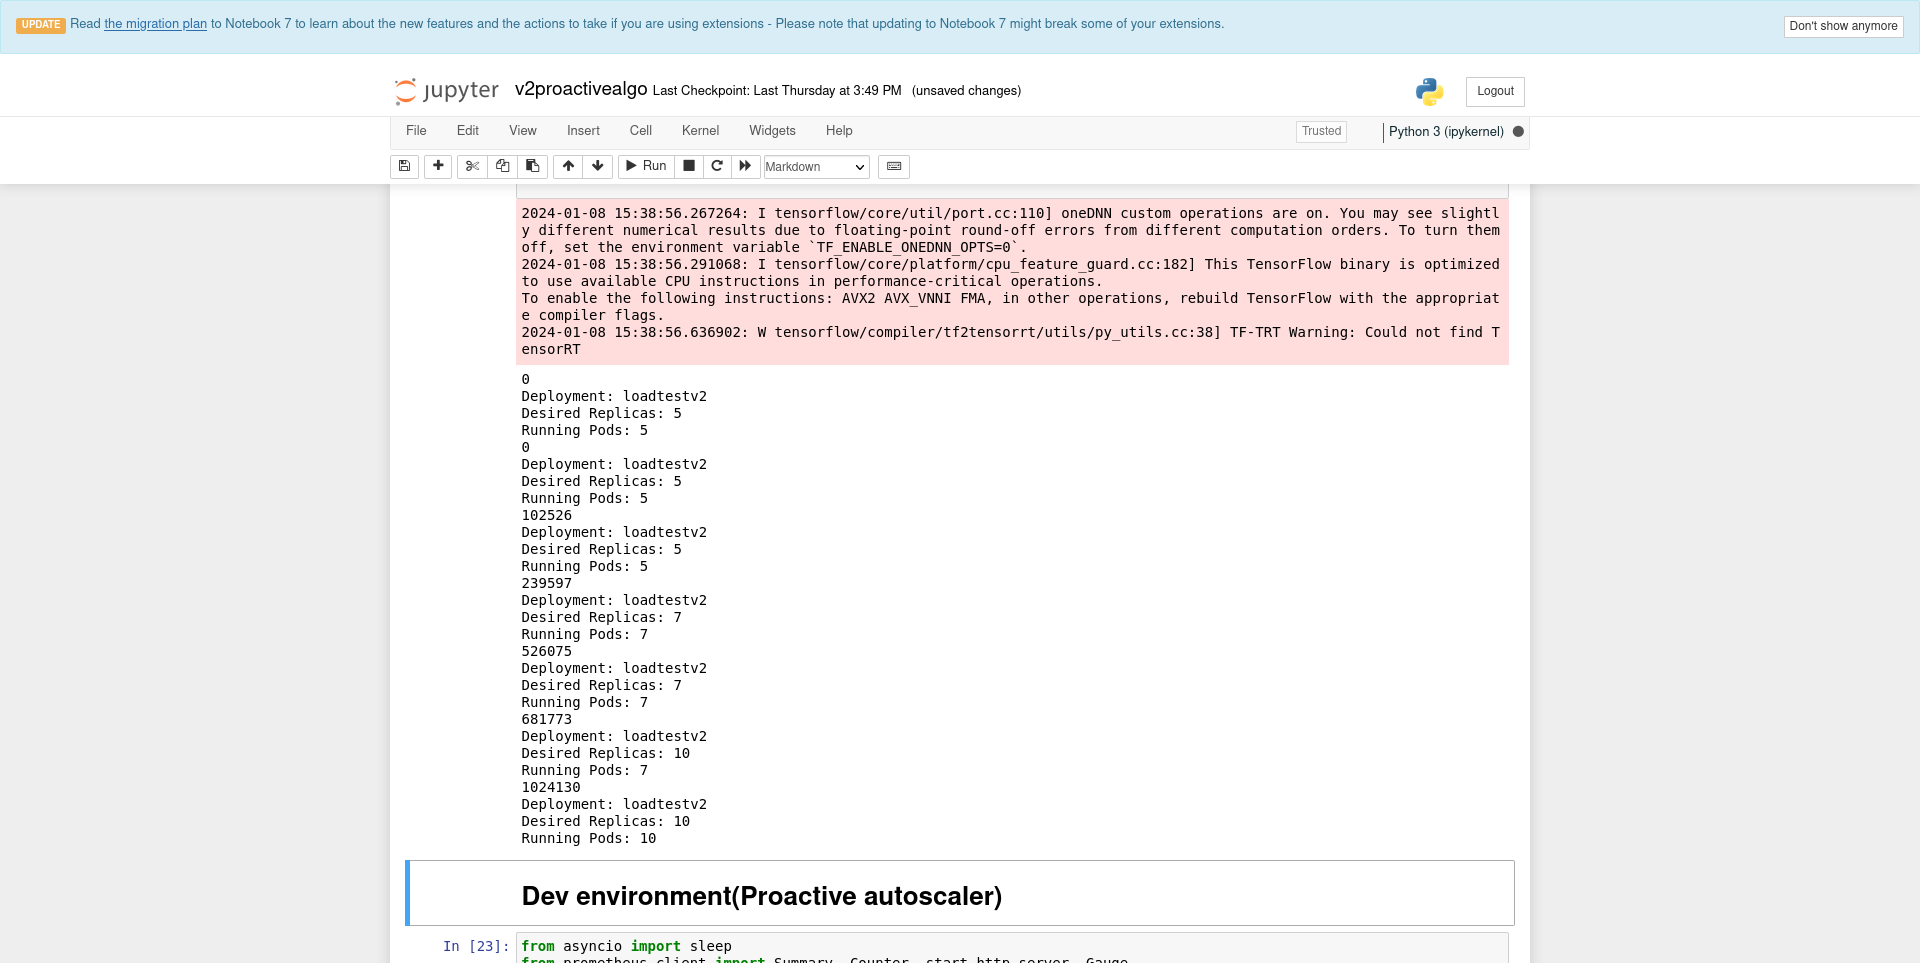 UPDATE Read the migration plan to Notebook 7 to learn about the new features and the actions to take if you are using extensions - Please note that updating to Notebook 7 might break some of your extensions. Don't show anymore
jupyter v2proactivealgo Last Checkpoint: Last Thursday at 3:49 PM (unsaved changes) Logout
File Edit View Insert Cell Kernel Widgets Help Trusted Python 3 (ipykernel)
Run Markdown
2024-01-08 15:38:56.267264: I tensorflow/core/util/port.cc:110] oneDNN custom operations are on. You may see slightl
y different numerical results due to floating-point round-off errors from different computation orders. To turn them
off, set the environment variable `TF_ENABLE_ONEDNN_OPTS=0`.
2024-01-08 15:38:56.291068: I tensorflow/core/platform/cpu_feature_guard.cc:182] This TensorFlow binary is optimized
to use available CPU instructions in performance-critical operations.
To enable the following instructions: AVX2 AVX_VNNI FMA, in other operations, rebuild TensorFlow with the appropriat
e compiler flags.
2024-01-08 15:38:56.636902: W tensorflow/compiler/tf2tensorrt/utils/py_utils.cc:38] TF-TRT Warning: Could not find T
ensorRT
0
Deployment: loadtestv2
Desired Replicas: 5
Running Pods: 5
0
Deployment: loadtestv2
Desired Replicas: 5
Running Pods: 5
102526
Deployment: loadtestv2
Desired Replicas: 5
Running Pods: 5
239597
Deployment: loadtestv2
Desired Replicas: 7
Running Pods: 7
526075
Deployment: loadtestv2
Desired Replicas: 7
Running Pods: 7
681773
Deployment: loadtestv2
Desired Replicas: 10
Running Pods: 7
1024130
Deployment: loadtestv2
Desired Replicas: 10
Running Pods: 10
Dev environment(Proactive autoscaler)
In [23]: from asyncio import sleep
from prometheus_client import Summary, Counter, start_http_server, Gauge